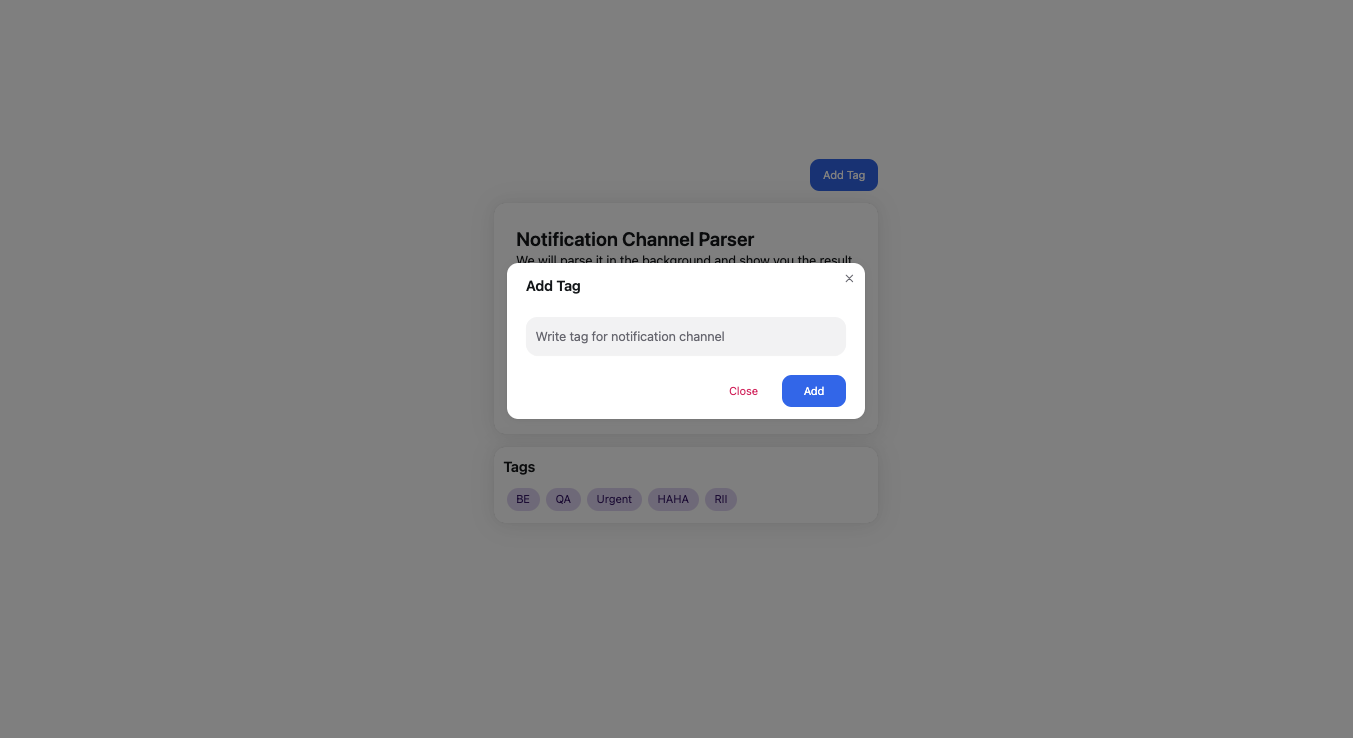 Add Tag
Notification Channel Parser
We will parse it in the background and show you the result
Add Tag
Write tag for notification channel
Close Add
Tags
BE QA Urgent HAHA RII